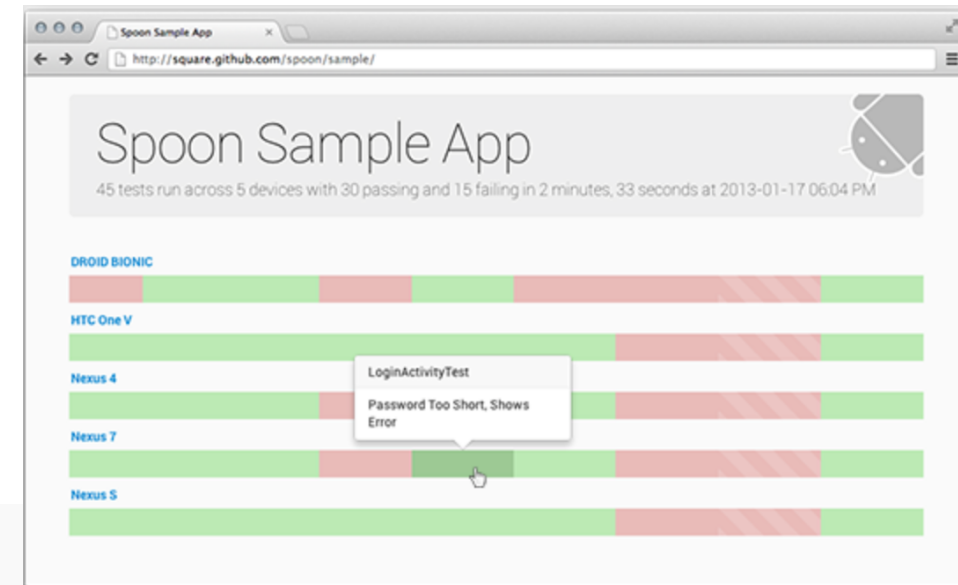 Spoon Sample App
http://square.github.com/spoon/sample/
Spoon Sample App
45 tests run across 5 devices with 30 passing and 15 failing in 2 minutes, 33 seconds at 2013-01-17 06:04 PM
DROID BIONIC
HTC One V
Nexus 4
LoginActivityTest
Password Too Short, Shows
Error
Nexus 7
Nexus S